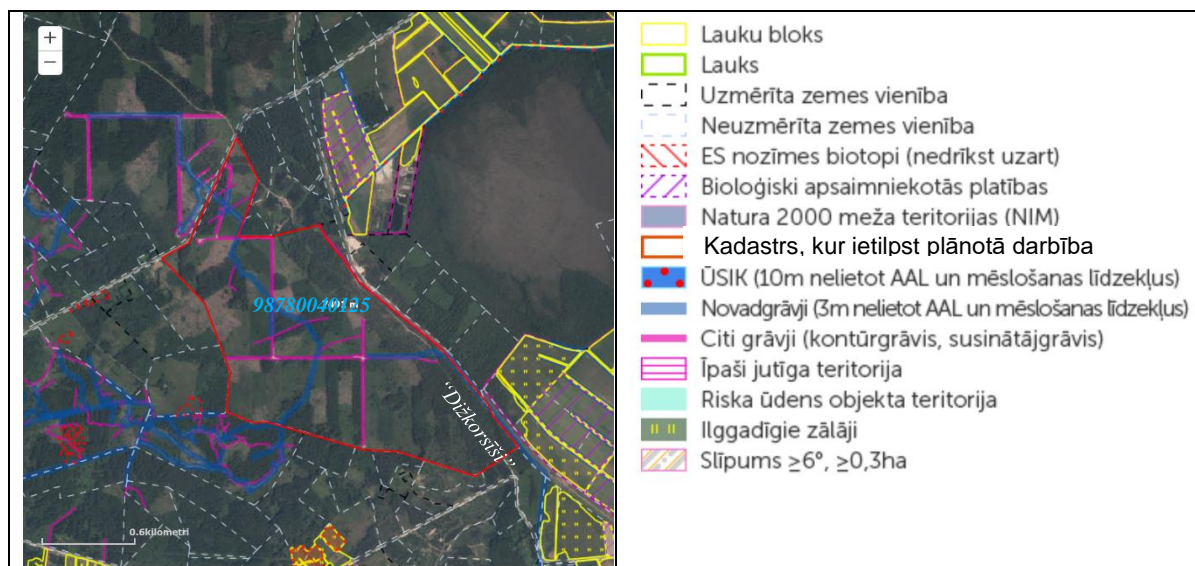 +
−
98780040125
"Dižkorsīši"
0.6kilometri
Lauku bloks
Lauks
Uzmērīta zemes vienība
Neuzmērīta zemes vienība
ES nozīmes biotopi (nedrīkst uzart)
Bioloģiski apsaimniekotās platības
Natura 2000 meža teritorijas (NIM)
Kadastrs, kur ietilpst plānotā darbība
ŪSIK (10m nelietot AAL un mēslošanas līdzekļus)
Novadgrāvji (3m nelietot AAL un mēslošanas līdzekļus)
Citi grāvji (kontūrgrāvis, susinātājgrāvis)
Īpaši jutīga teritorija
Riska ūdens objekta teritorija
Ilggadīgie zālāji
Slīpums ≥6°, ≥0,3ha